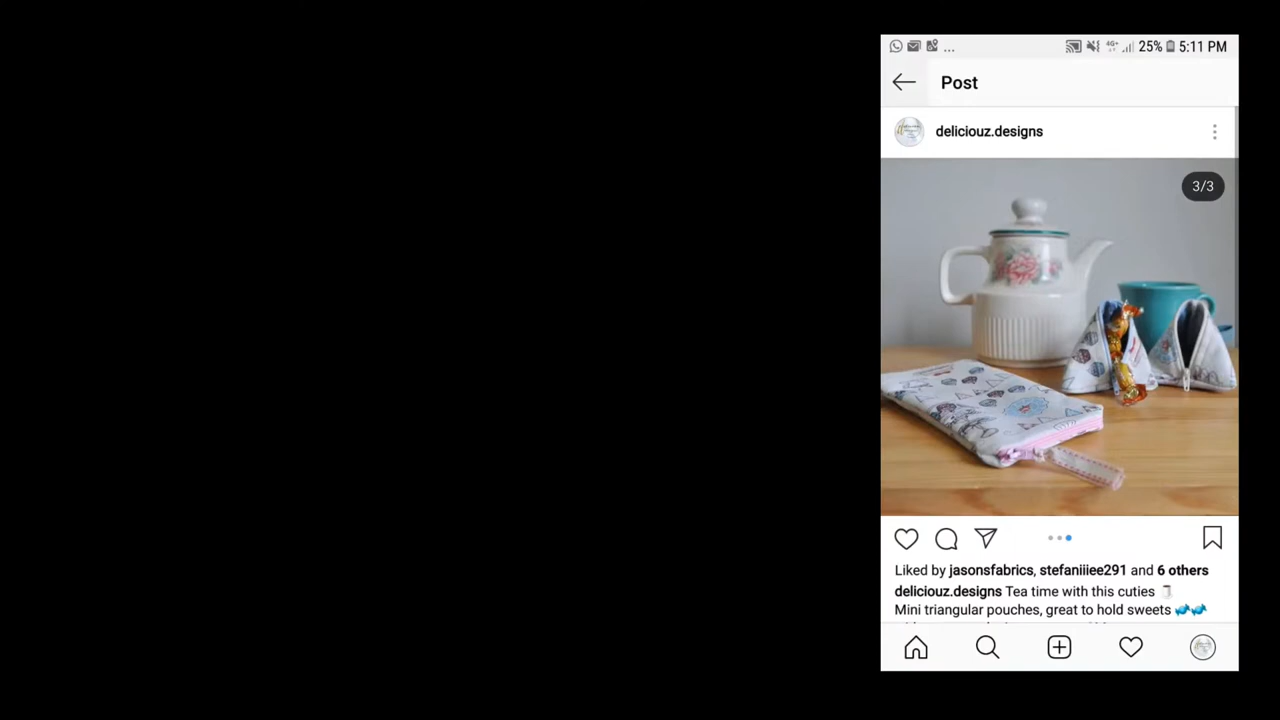 ... 4G+ 25% 5:11 PM
Post
deliciouz.designs
3/3
Liked by jasonsfabrics, stefaniiiee291 and 6 others
deliciouz.designs Tea time with this cuties
Mini triangular pouches, great to hold sweets 🍬🍬